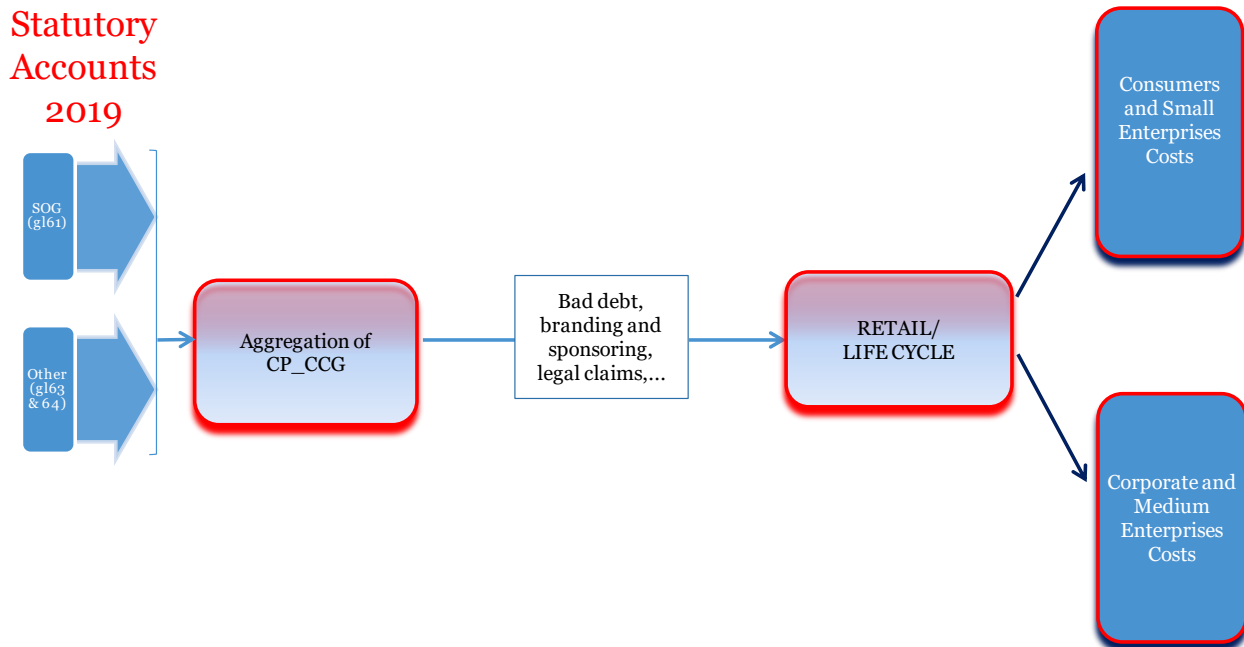 Statutory
Accounts
2019
SOG
(gl61)
Other
(gl63
& 64)
Aggregation of
CP_CCG
Bad debt,
branding and
sponsoring,
legal claims,...
RETAIL/
LIFE CYCLE
Consumers
and Small
Enterprises
Costs
Corporate and
Medium
Enterprises
Costs